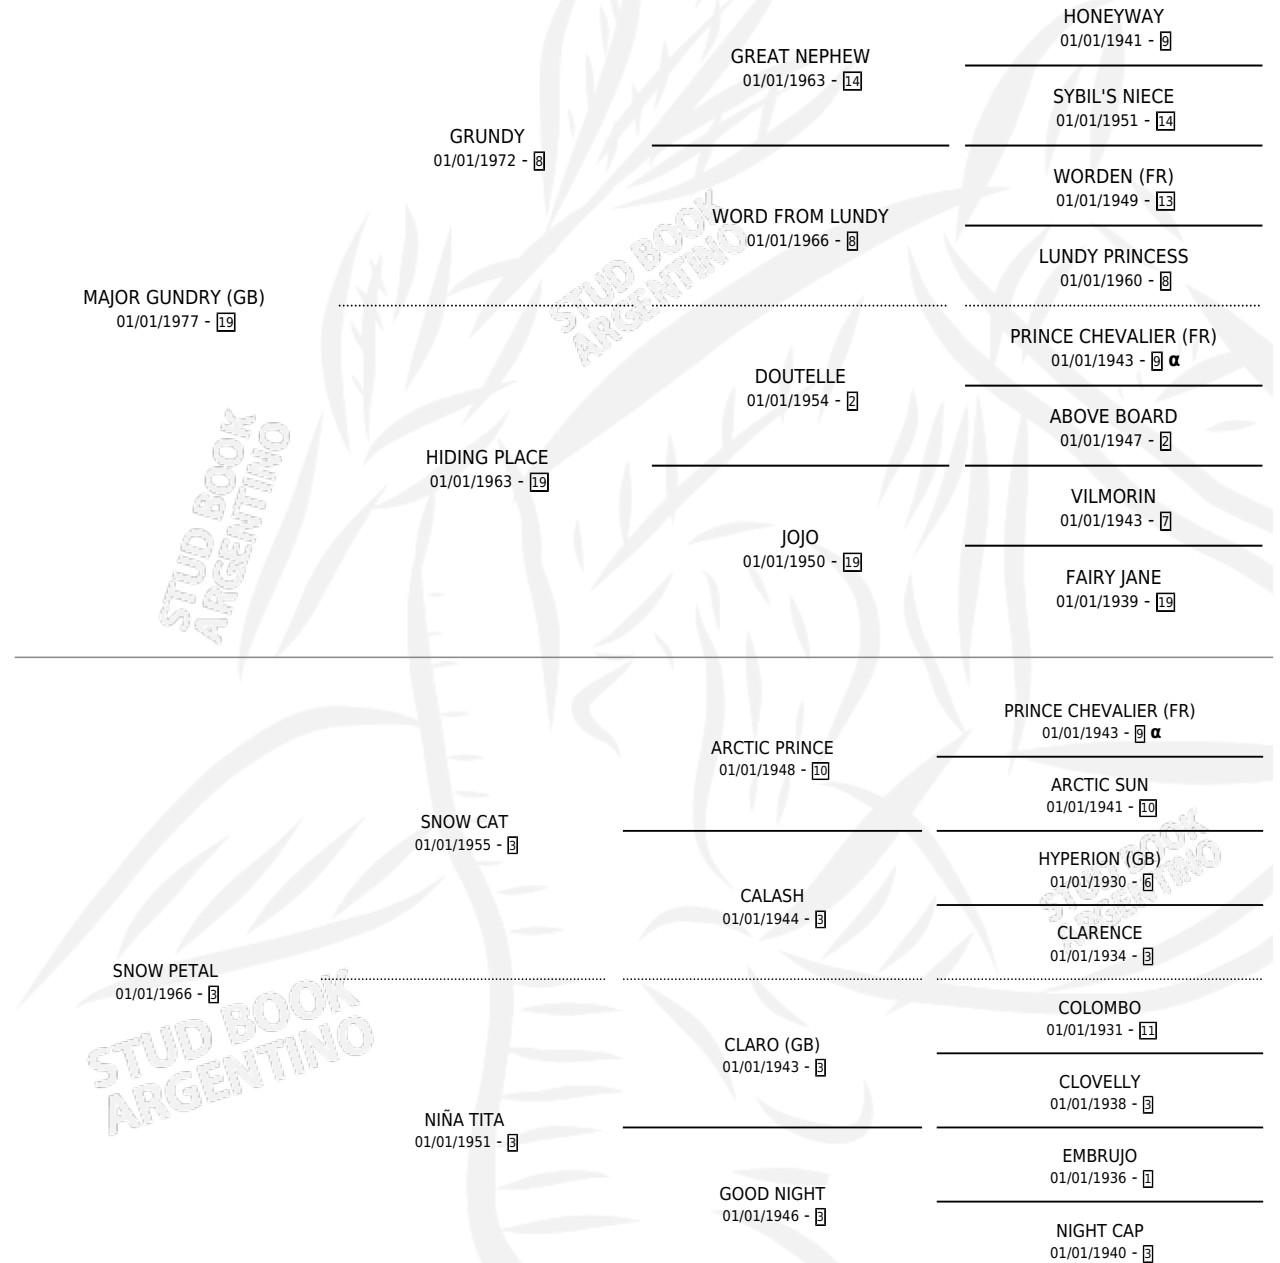 HONEYWAY
01/01/1941 - 9
GREAT NEPHEW
01/01/1963 - 14
SYBIL'S NIECE
01/01/1951 - 14
GRUNDY
01/01/1972 - 8
WORDEN (FR)
01/01/1949 - 13
WORD FROM LUNDY
01/01/1966 - 8
LUNDY PRINCESS
01/01/1960 - 8
MAJOR GUNDRY (GB)
01/01/1977 - 19
PRINCE CHEVALIER (FR)
01/01/1943 - 9 α
DOUTELLE
01/01/1954 - 2
ABOVE BOARD
01/01/1947 - 2
HIDING PLACE
01/01/1963 - 19
VILMORIN
01/01/1943 - 7
JOJO
01/01/1950 - 19
FAIRY JANE
01/01/1939 - 19
PRINCE CHEVALIER (FR)
01/01/1943 - 9 α
ARCTIC PRINCE
01/01/1948 - 10
ARCTIC SUN
01/01/1941 - 10
SNOW CAT
01/01/1955 - 3
HYPERION (GB)
01/01/1930 - 6
CALASH
01/01/1944 - 3
CLARENCE
01/01/1934 - 3
SNOW PETAL
01/01/1966 - 3
COLOMBO
01/01/1931 - 11
CLARO (GB)
01/01/1943 - 3
CLOVELLY
01/01/1938 - 3
NIÑA TITA
01/01/1951 - 3
EMBRUJO
01/01/1936 - 1
GOOD NIGHT
01/01/1946 - 3
NIGHT CAP
01/01/1940 - 3
STUD BOOK
ARGENTINO
STUD BOOK
ARGENTINO
STUD BOOK
ARGENTINO
STUD BOOK
ARGENTINO